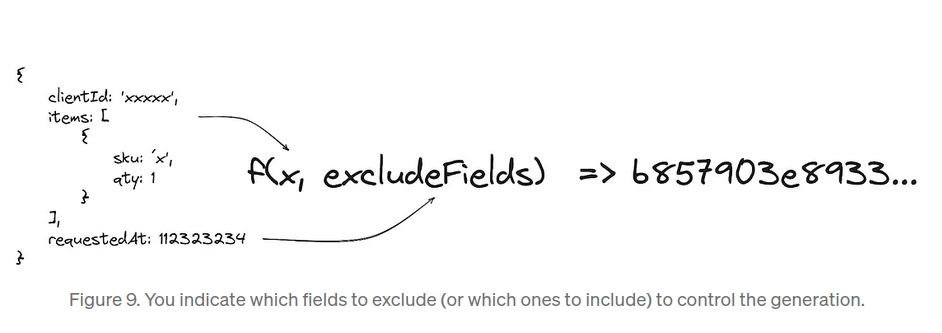 {
clientId: 'xxxxx',
items: [
{
sku: 'x',
qty: 1
}
],
requestedAt: 112323234
}
f(x, excludeFields) => b857903e8933...
Figure 9. You indicate which fields to exclude (or which ones to include) to control the generation.